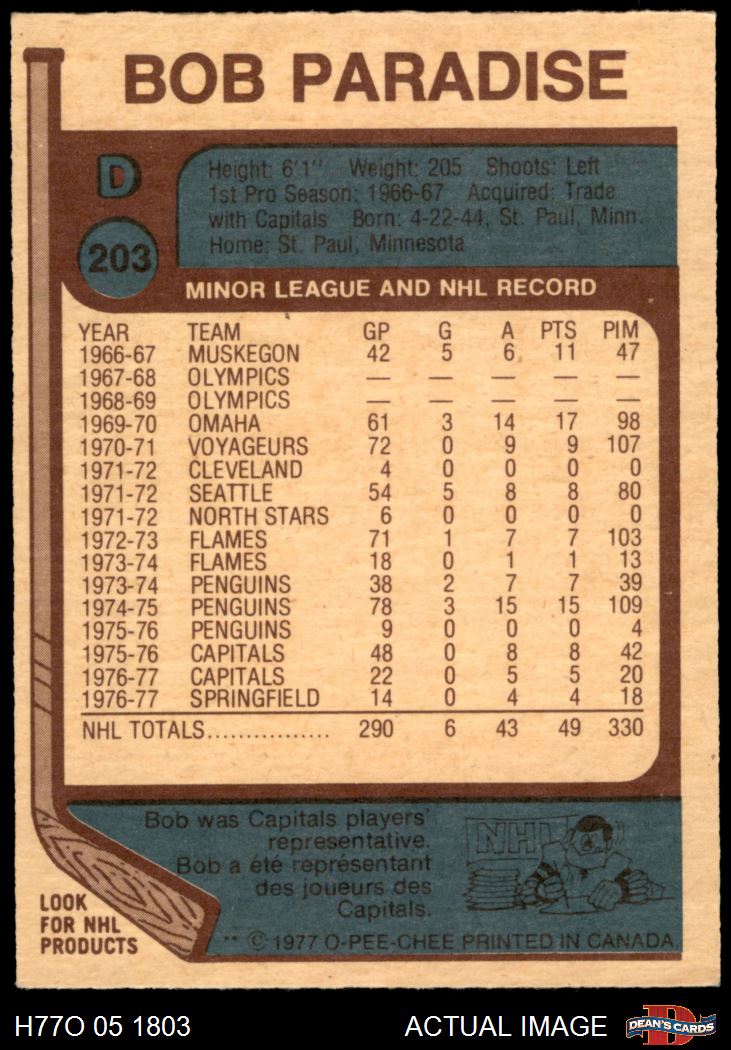 BOB PARADISE
D
203
Height: 6'1" Weight: 205 Shoots: Left
1st Pro Season: 1966-67 Acquired: Trade
with Capitals Born: 4-22-44, St. Paul, Minn.
Home: St. Paul, Minnesota
MINOR LEAGUE AND NHL RECORD
YEAR TEAM GP G A PTS PIM
1966-67 MUSKEGON 42 5 6 11 47
1967-68 OLYMPICS — — — — —
1968-69 OLYMPICS — — — — —
1969-70 OMAHA 61 3 14 17 98
1970-71 VOYAGEURS 72 0 9 9 107
1971-72 CLEVELAND 4 0 0 0 0
1971-72 SEATTLE 54 5 8 8 80
1971-72 NORTH STARS 6 0 0 0 0
1972-73 FLAMES 71 1 7 7 103
1973-74 FLAMES 18 0 1 1 13
1973-74 PENGUINS 38 2 7 7 39
1974-75 PENGUINS 78 3 15 15 109
1975-76 PENGUINS 9 0 0 0 4
1975-76 CAPITALS 48 0 8 8 42
1976-77 CAPITALS 22 0 5 5 20
1976-77 SPRINGFIELD 14 0 4 4 18
NHL TOTALS................ 290 6 43 49 330
Bob was Capitals players'
representative.
Bob a été représentant
des joueurs des
Capitals.
NHL
LOOK
FOR NHL
PRODUCTS
** © 1977 O-PEE-CHEE PRINTED IN CANADA.
H77O 05 1803
ACTUAL IMAGE
D
DEAN'S CARDS